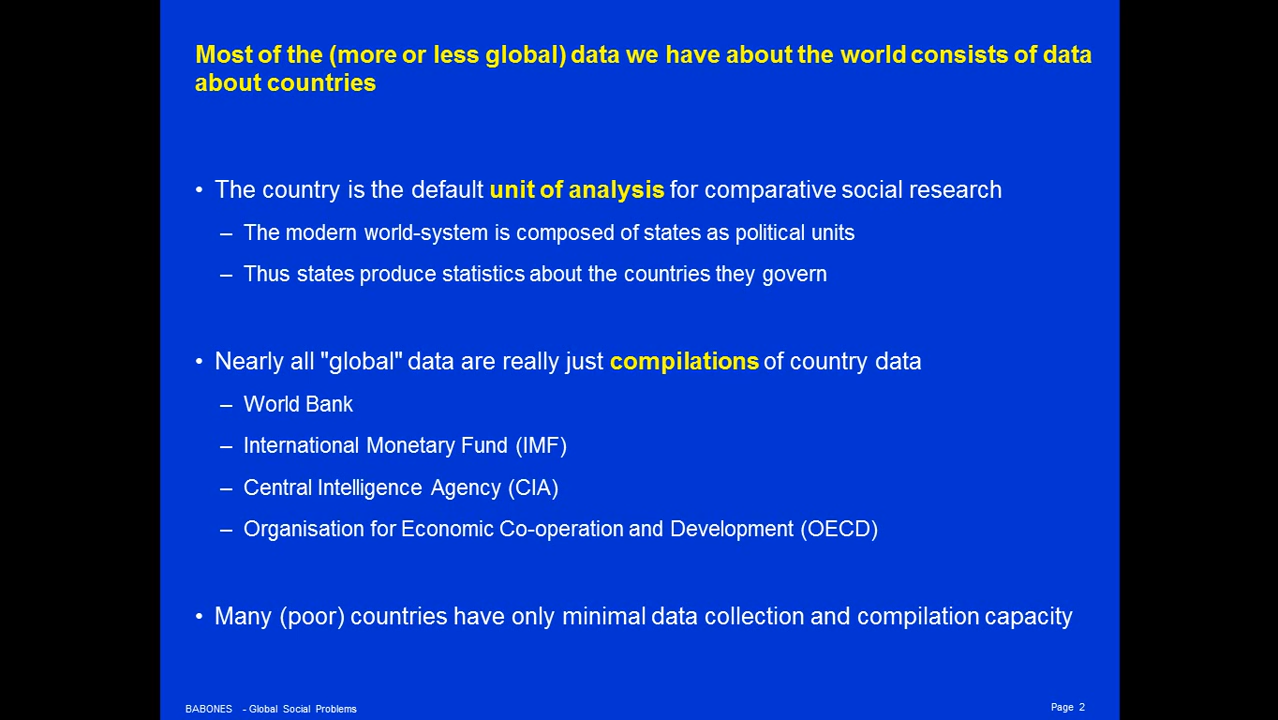 Most of the (more or less global) data we have about the world consists of data
about countries
• The country is the default unit of analysis for comparative social research
– The modern world-system is composed of states as political units
– Thus states produce statistics about the countries they govern
• Nearly all "global" data are really just compilations of country data
– World Bank
– International Monetary Fund (IMF)
– Central Intelligence Agency (CIA)
– Organisation for Economic Co-operation and Development (OECD)
• Many (poor) countries have only minimal data collection and compilation capacity
BABONES - Global Social Problems
Page 2